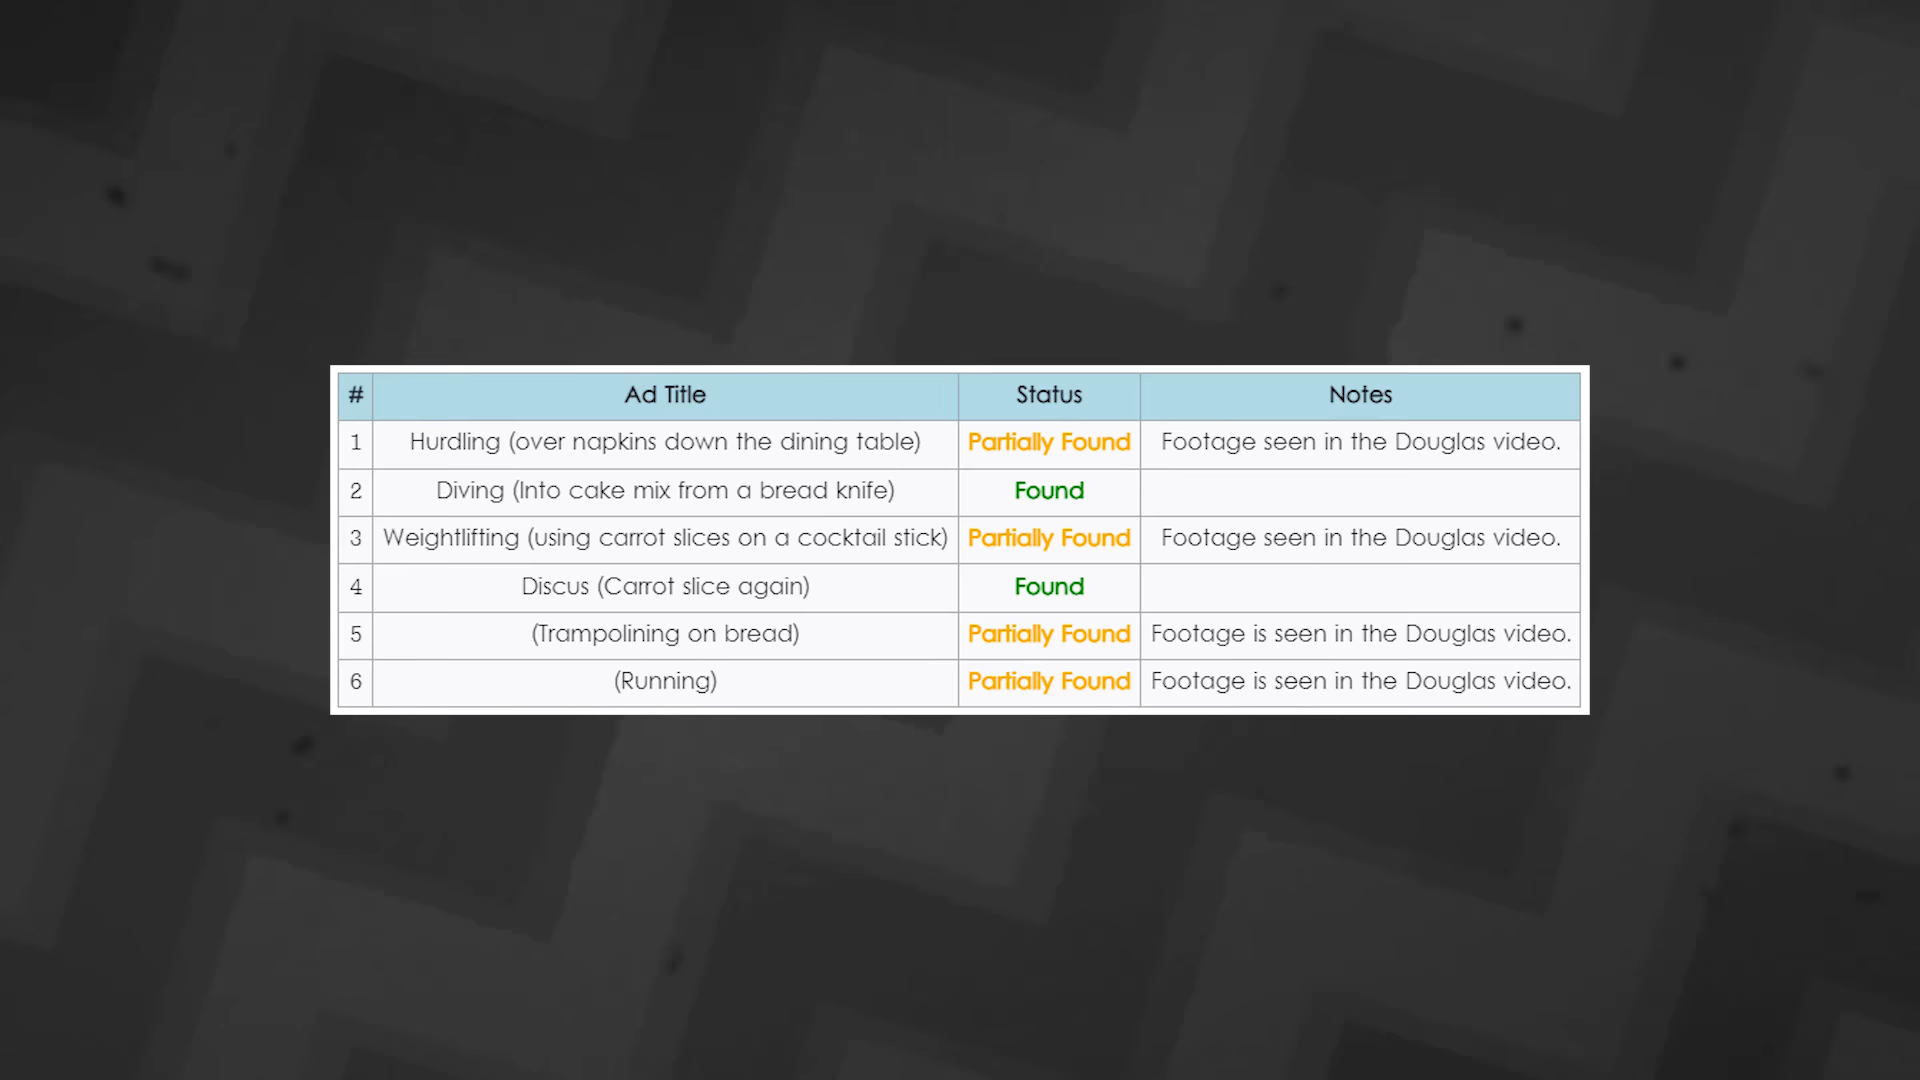 # Ad Title Status Notes
1 Hurdling (over napkins down the dining table) Partially Found Footage seen in the Douglas video.
2 Diving (Into cake mix from a bread knife) Found
3 Weightlifting (using carrot slices on a cocktail stick) Partially Found Footage seen in the Douglas video.
4 Discus (Carrot slice again) Found
5 (Trampolining on bread) Partially Found Footage is seen in the Douglas video.
6 (Running) Partially Found Footage is seen in the Douglas video.